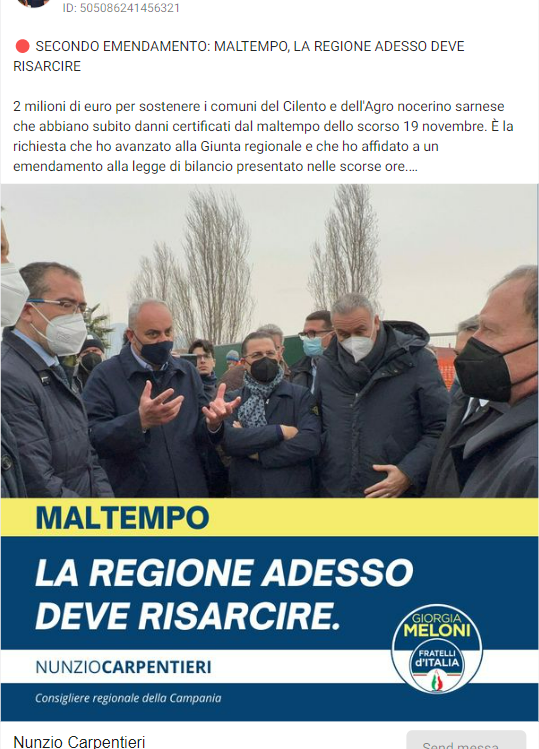 ID: 505086241456321
🔴 SECONDO EMENDAMENTO: MALTEMPO, LA REGIONE ADESSO DEVE
RISARCIRE
2 milioni di euro per sostenere i comuni del Cilento e dell'Agro nocerino sarnese
che abbiano subito danni certificati dal maltempo dello scorso 19 novembre. È la
richiesta che ho avanzato alla Giunta regionale e che ho affidato a un
emendamento alla legge di bilancio presentato nelle scorse ore....
MALTEMPO
LA REGIONE ADESSO
DEVE RISARCIRE.
GIORGIA
MELONI
FRATELLI
d'ITALIA
NUNZIOCARPENTIERI
Consigliere regionale della Campania
Nunzio Carpentieri
Send messa